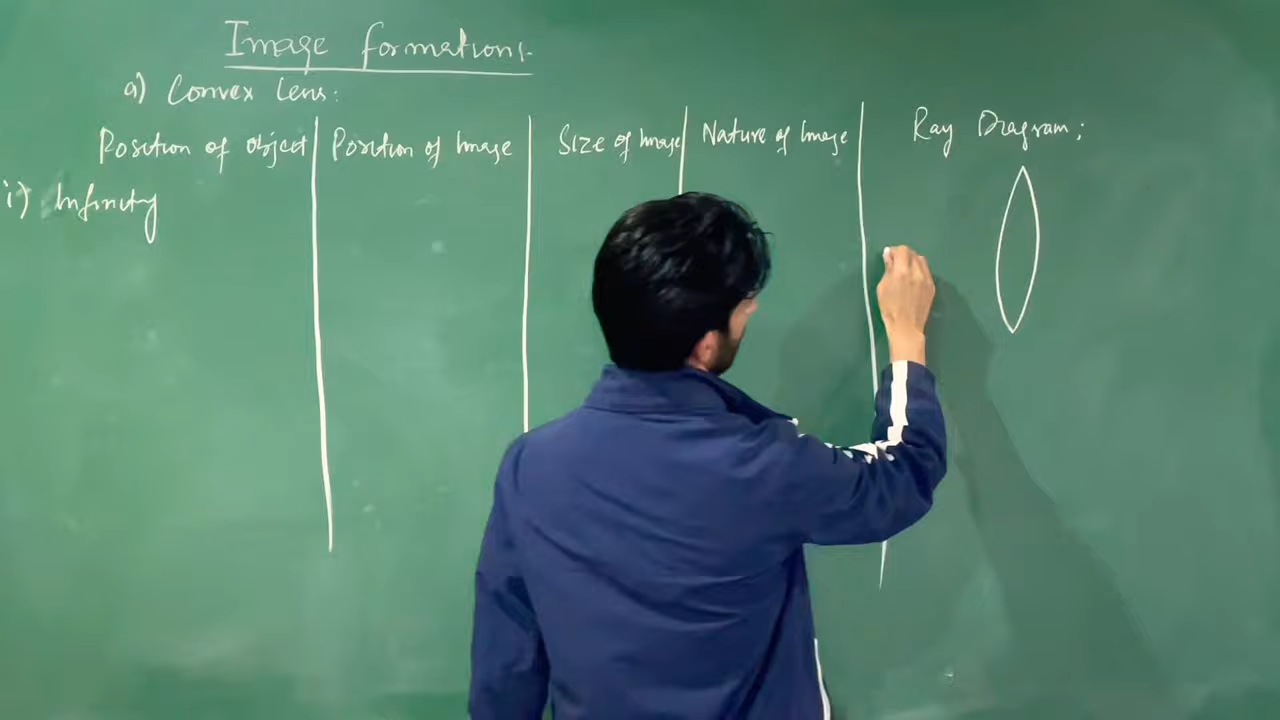 Image formations.
a) Convex Lens:
Position of object Position of Image Size of Image Nature of Image Ray Diagram;
i) Infinity